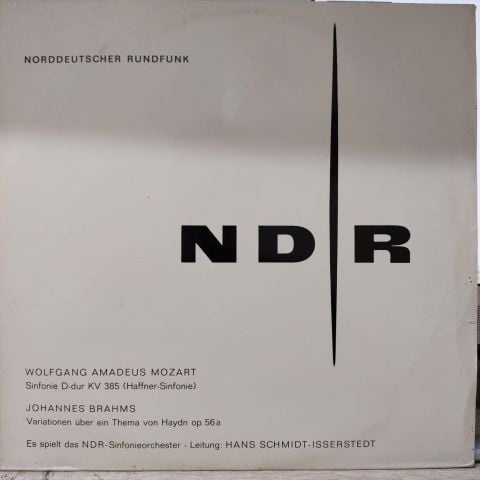 NORDDEUTSCHER RUNDFUNK
NDR
WOLFGANG AMADEUS MOZART
Sinfonie D-dur KV 385 (Haffner-Sinfonie)
JOHANNES BRAHMS
Variationen über ein Thema von Haydn op. 56 a
Es spielt das NDR-Sinfonieorchester · Leitung: HANS SCHMIDT-ISSERSTEDT